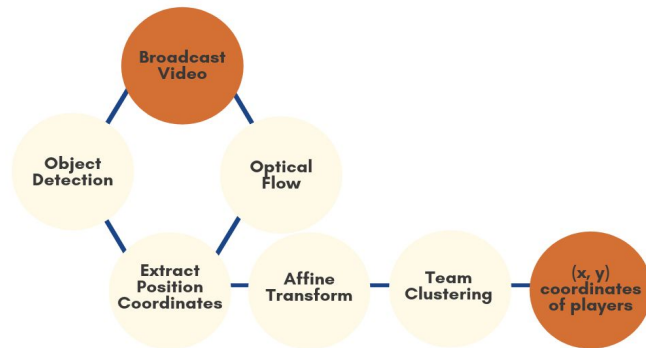 Broadcast
Video
Object
Detection
Optical
Flow
Extract
Position
Coordinates
Affine
Transform
Team
Clustering
(x, y)
coordinates
of players